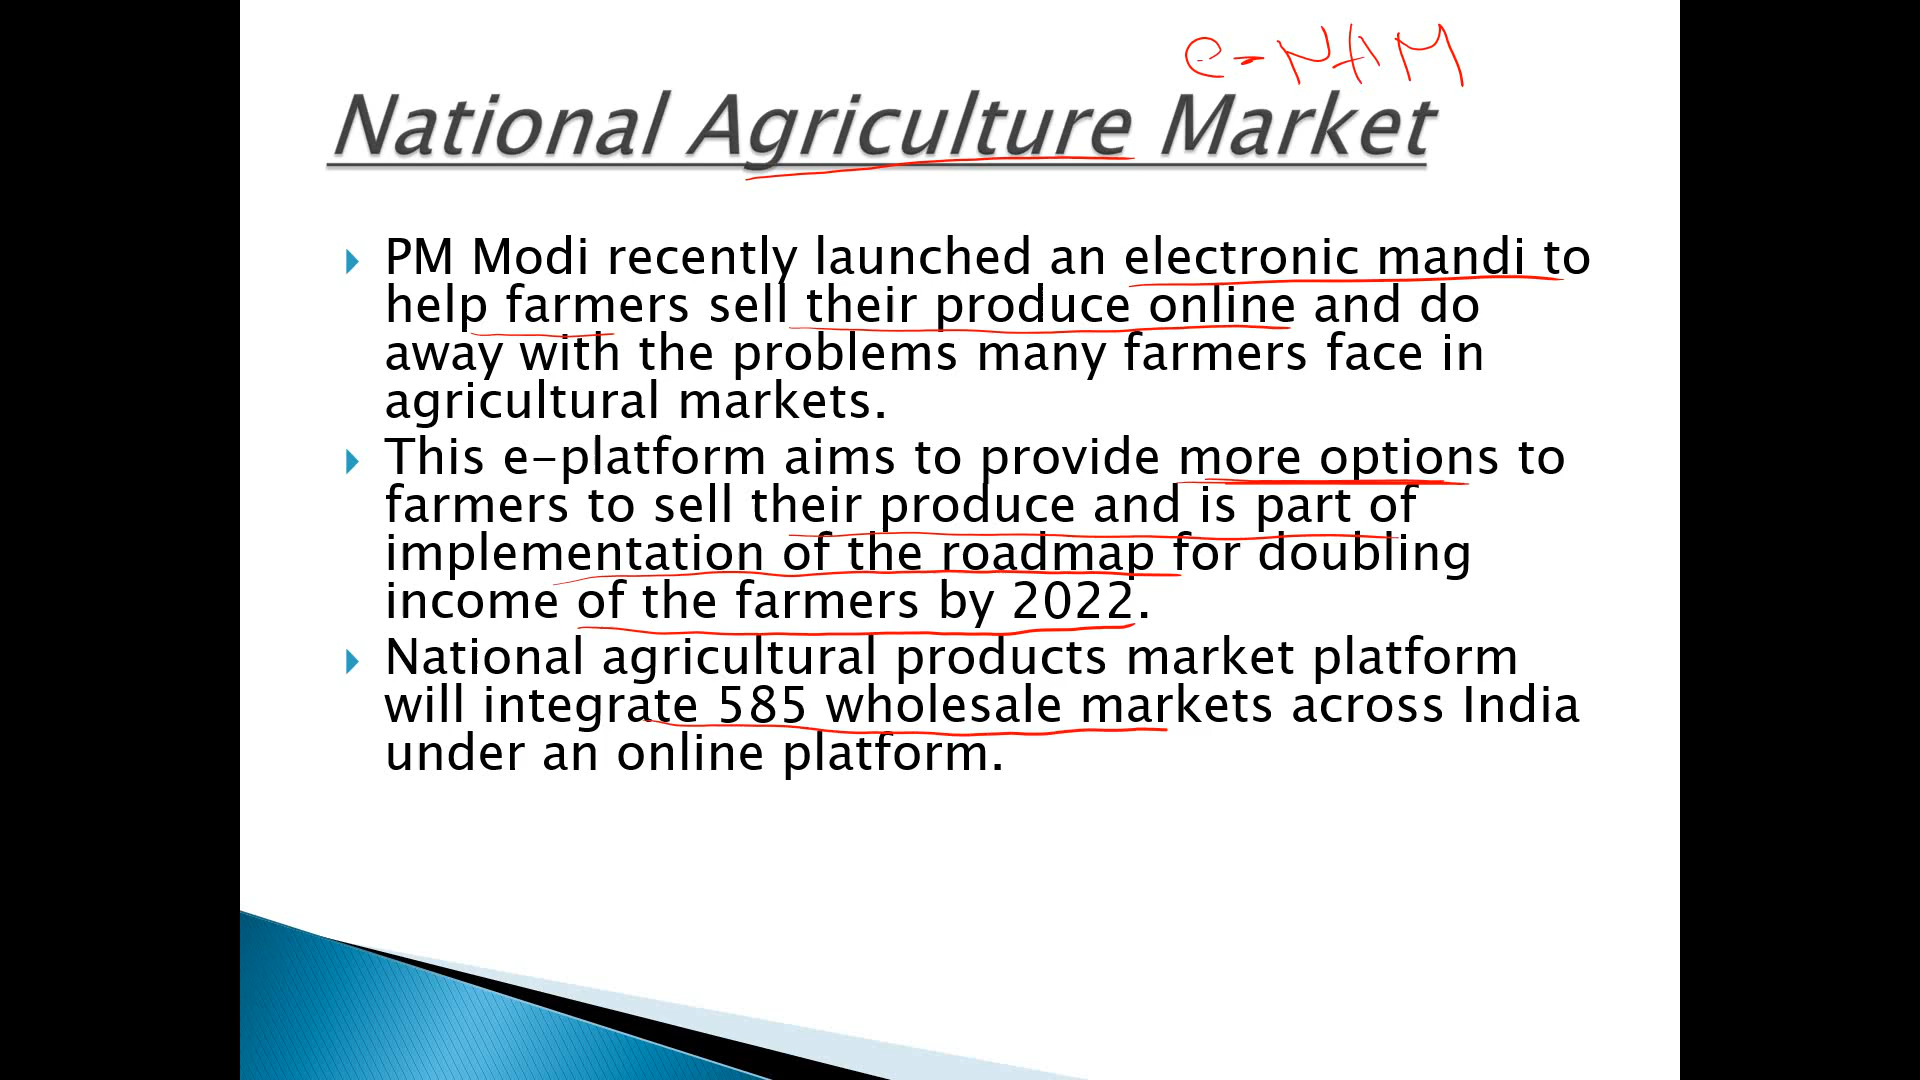 e-NAM
National Agriculture Market
PM Modi recently launched an electronic mandi to
help farmers sell their produce online and do
away with the problems many farmers face in
agricultural markets.
This e-platform aims to provide more options to
farmers to sell their produce and is part of
implementation of the roadmap for doubling
income of the farmers by 2022.
National agricultural products market platform
will integrate 585 wholesale markets across India
under an online platform.